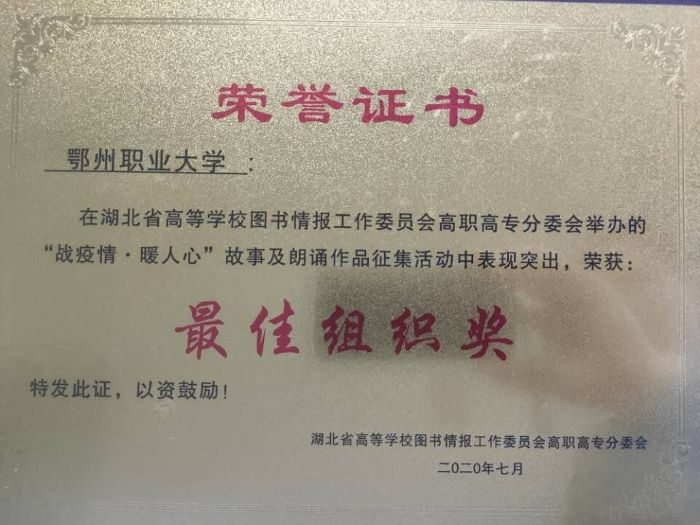 荣誉证书
鄂州职业大学：
在湖北省高等学校图书情报工作委员会高职高专分委会举办的
“战疫情·暖人心”故事及朗诵作品征集活动中表现突出，荣获：
最佳组织奖
特发此证，以资鼓励！
湖北省高等学校图书情报工作委员会高职高专分委会
二〇二〇年七月